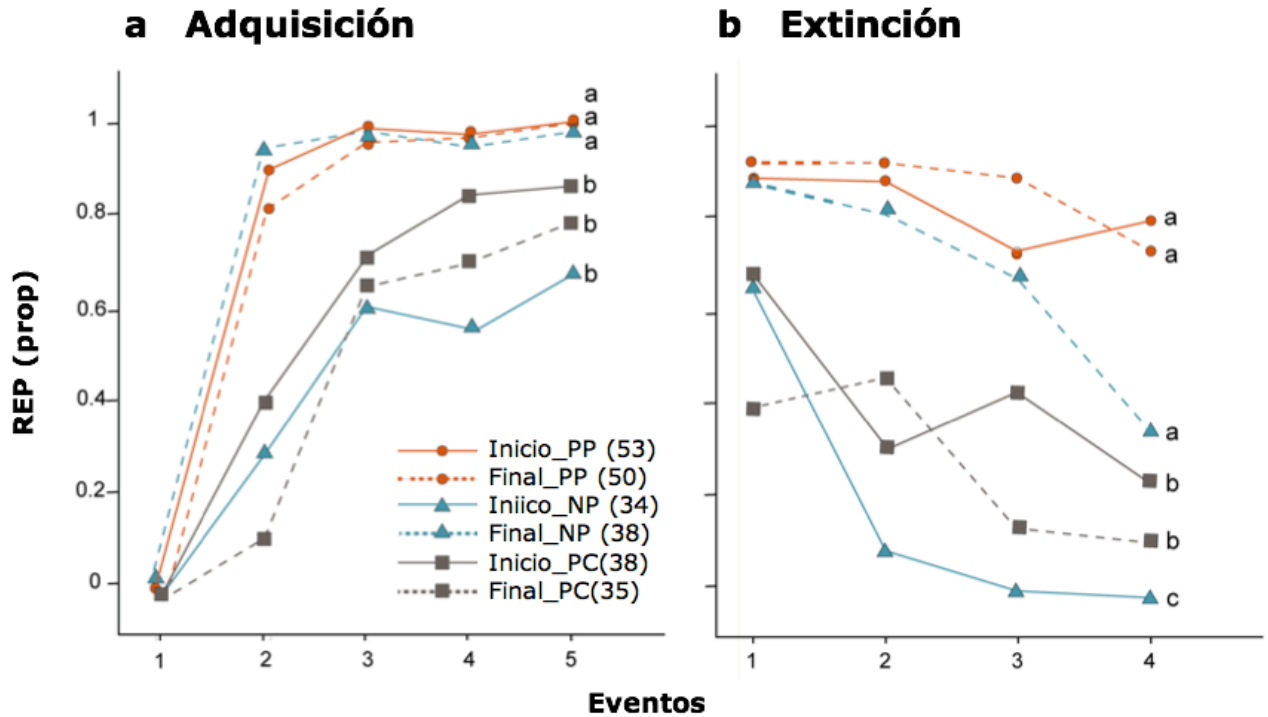 a Adquisición
b Extinción
REP (prop)
1
0.8
0.6
0.4
0.2
0
a
a
a
b
b
b
Inicio_PP (53)
Final_PP (50)
Iniico_NP (34)
Final_NP (38)
Inicio_PC(38)
Final_PC(35)
1 2 3 4 5
a
a
a
b
b
c
1 2 3 4
Eventos